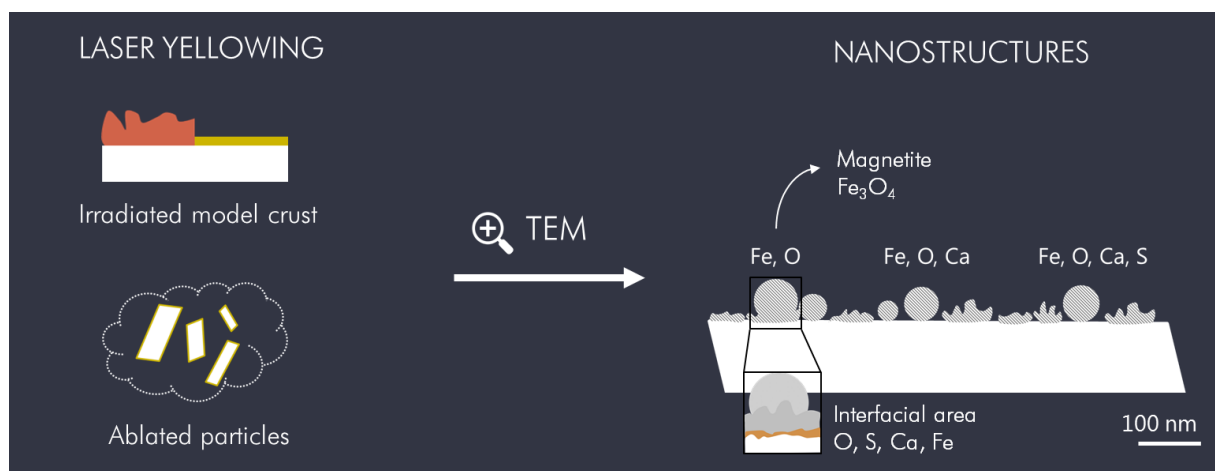 LASER YELLOWING
Irradiated model crust
Ablated particles
TEM
NANOSTRUCTURES
Magnetite
Fe₃O₄
Fe, O
Fe, O, Ca
Fe, O, Ca, S
Interfacial area
O, S, Ca, Fe
100 nm